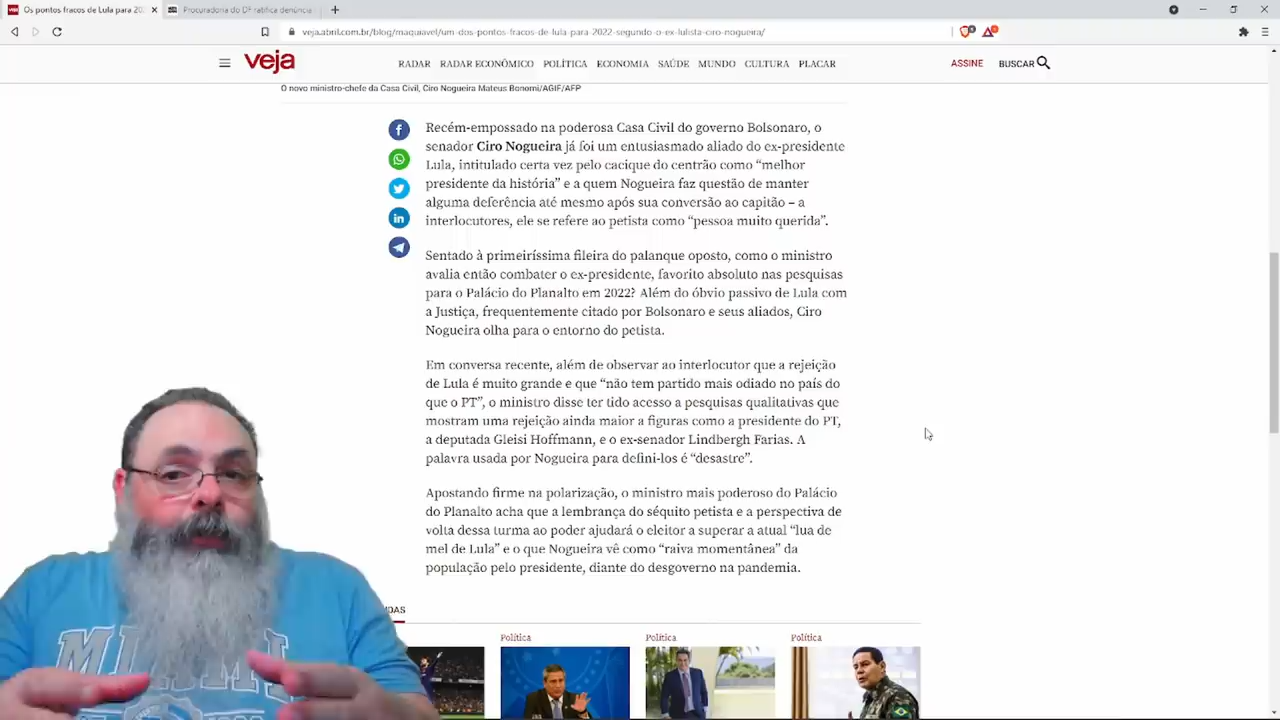 Os pontos fracos de Lula para 20
Procuradoria do DF ratifica denúncia
veja.abril.com.br/blog/maquiavel/um-dos-pontos-fracos-de-lula-para-2022-segundo-o-ex-lulista-ciro-nogueira/
veja
RADAR RADAR ECONÔMICO POLÍTICA ECONOMIA SAÚDE MUNDO CULTURA PLACAR
ASSINE BUSCAR
O novo ministro-chefe da Casa Civil, Ciro Nogueira Mateus Bonomi/AGIF/AFP
Recém-empossado na poderosa Casa Civil do governo Bolsonaro, o
senador Ciro Nogueira já foi um entusiasmado aliado do ex-presidente
Lula, intitulado certa vez pelo cacique do centrão como “melhor
presidente da história” e a quem Nogueira faz questão de manter
alguma deferência até mesmo após sua conversão ao capitão – a
interlocutores, ele se refere ao petista como “pessoa muito querida”.
Sentado à primeiríssima fileira do palanque oposto, como o ministro
avalia então combater o ex-presidente, favorito absoluto nas pesquisas
para o Palácio do Planalto em 2022? Além do óbvio passivo de Lula com
a Justiça, frequentemente citado por Bolsonaro e seus aliados, Ciro
Nogueira olha para o entorno do petista.
Em conversa recente, além de observar ao interlocutor que a rejeição
de Lula é muito grande e que “não tem partido mais odiado no país do
que o PT”, o ministro disse ter tido acesso a pesquisas qualitativas que
mostram uma rejeição ainda maior a figuras como a presidente do PT,
a deputada Gleisi Hoffmann, e o ex-senador Lindbergh Farias. A
palavra usada por Nogueira para defini-los é “desastre”.
Apostando firme na polarização, o ministro mais poderoso do Palácio
do Planalto acha que a lembrança do séquito petista e a perspectiva de
volta dessa turma ao poder ajudará o eleitor a superar a atual “lua de
mel de Lula” e o que Nogueira vê como “raiva momentânea” da
população pelo presidente, diante do desgoverno na pandemia.
DAS
Política
Política
Política